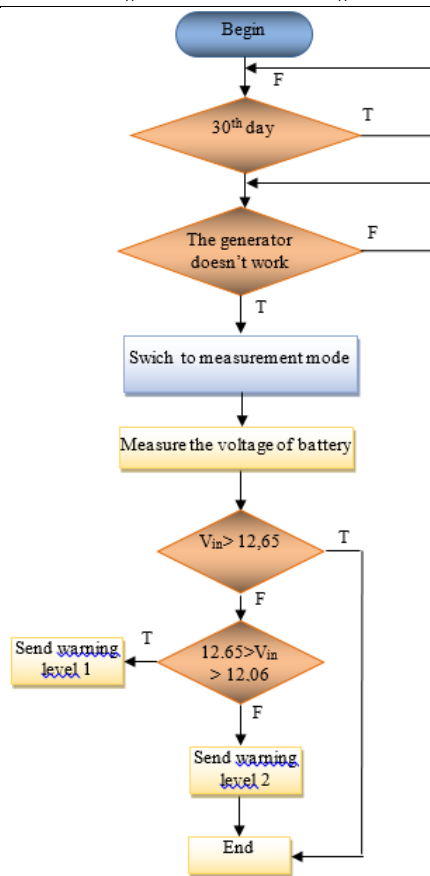 Begin
F
30th day
T
The generator
doesn't work
F
T
Swich to measurement mode
Measure the voltage of battery
Vin> 12,65
T
F
T
Send warning
level 1
12.65>Vin
> 12.06
F
Send warning
level 2
End